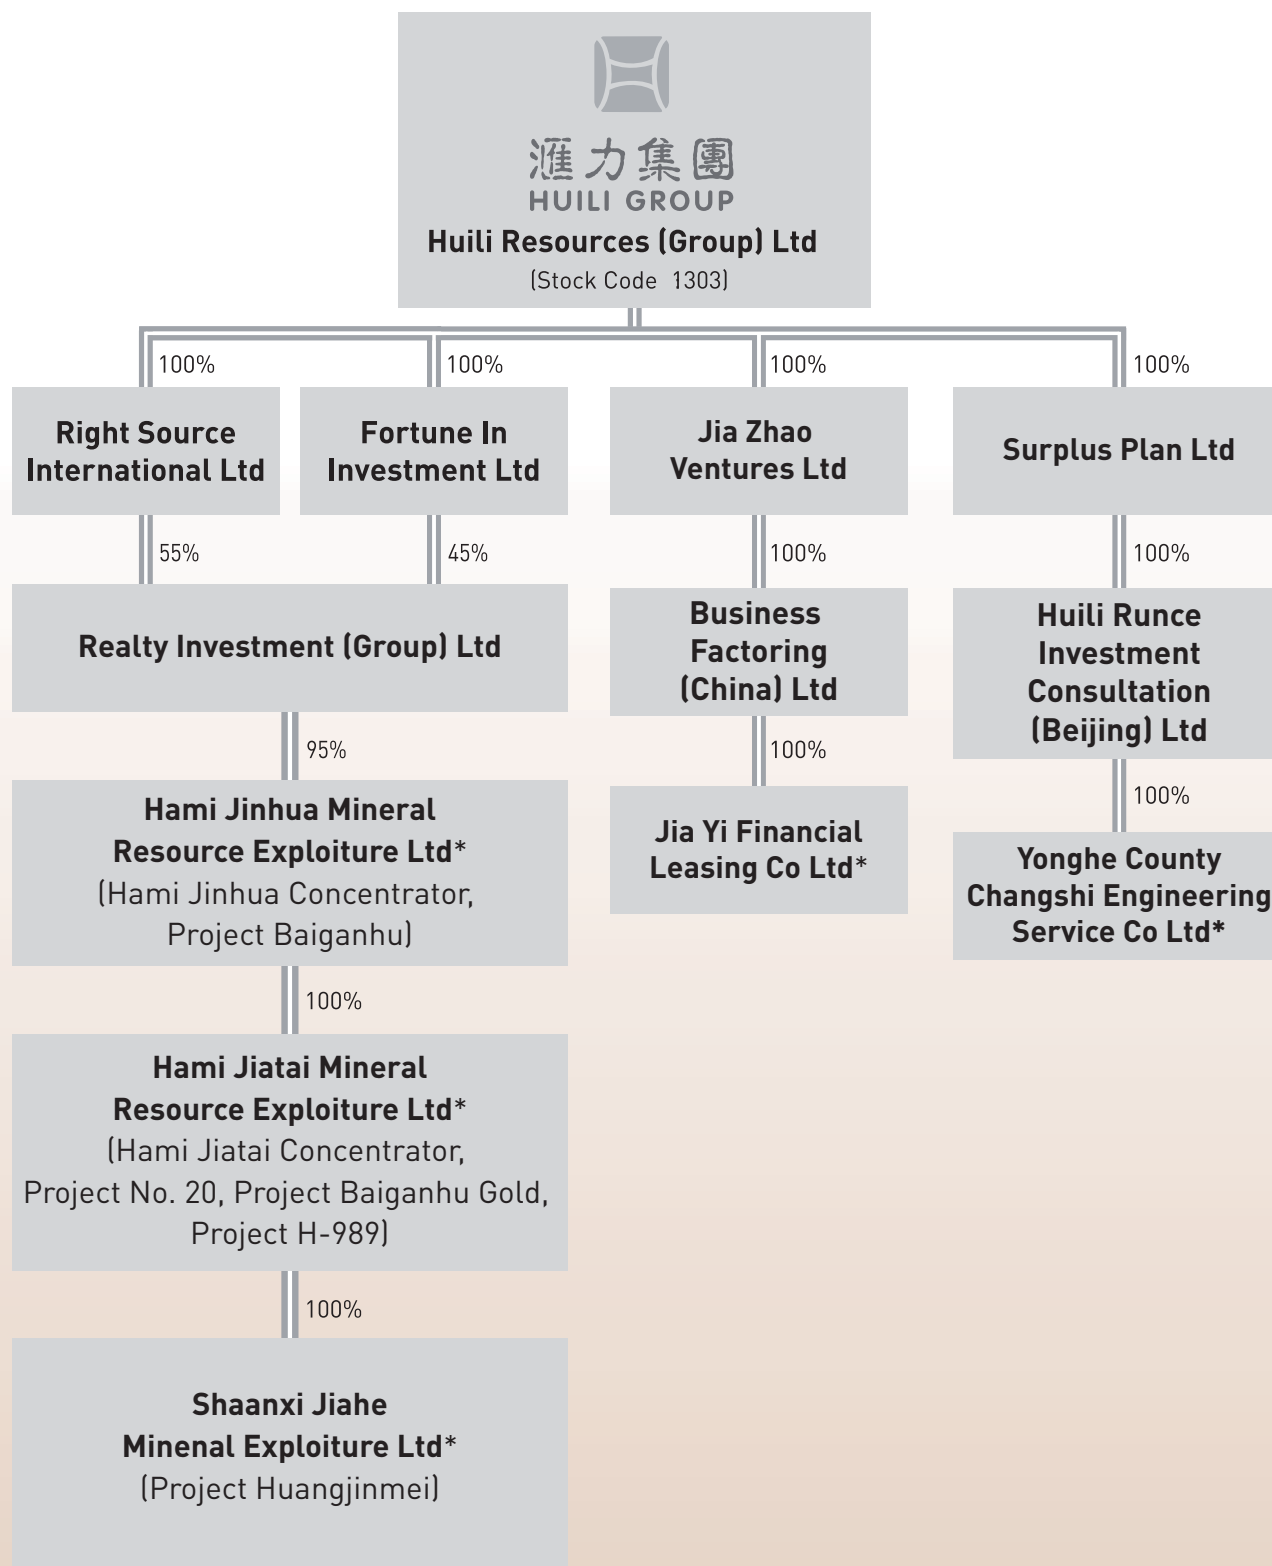 滙力集團
HUILI GROUP
Huili Resources (Group) Ltd
(Stock Code 1303)
100%
100%
100%
100%
Right Source
International Ltd
Fortune In
Investment Ltd
Jia Zhao
Ventures Ltd
Surplus Plan Ltd
55%
45%
100%
100%
Realty Investment (Group) Ltd
Business
Factoring
(China) Ltd
Huili Runce
Investment
Consultation
(Beijing) Ltd
95%
100%
100%
Hami Jinhua Mineral
Resource Exploiture Ltd*
(Hami Jinhua Concentrator,
Project Baiganhu)
Jia Yi Financial
Leasing Co Ltd*
Yonghe County
Changshi Engineering
Service Co Ltd*
100%
Hami Jiatai Mineral
Resource Exploiture Ltd*
(Hami Jiatai Concentrator,
Project No. 20, Project Baiganhu Gold,
Project H-989)
100%
Shaanxi Jiahe
Minenal Exploiture Ltd*
(Project Huangjinmei)